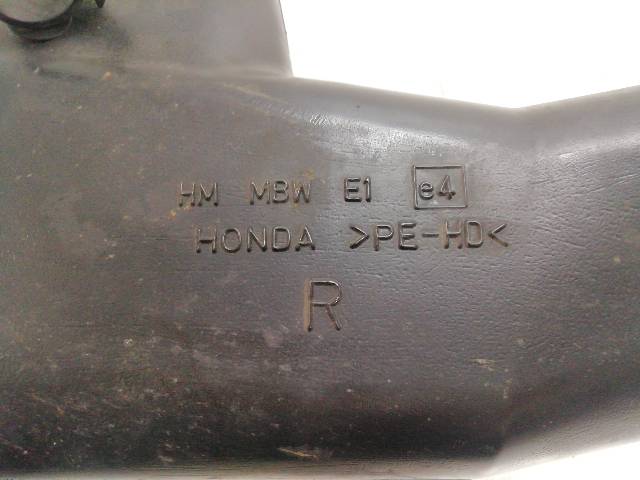 HM MBW E1 e4
HONDA >PE-HD<
R